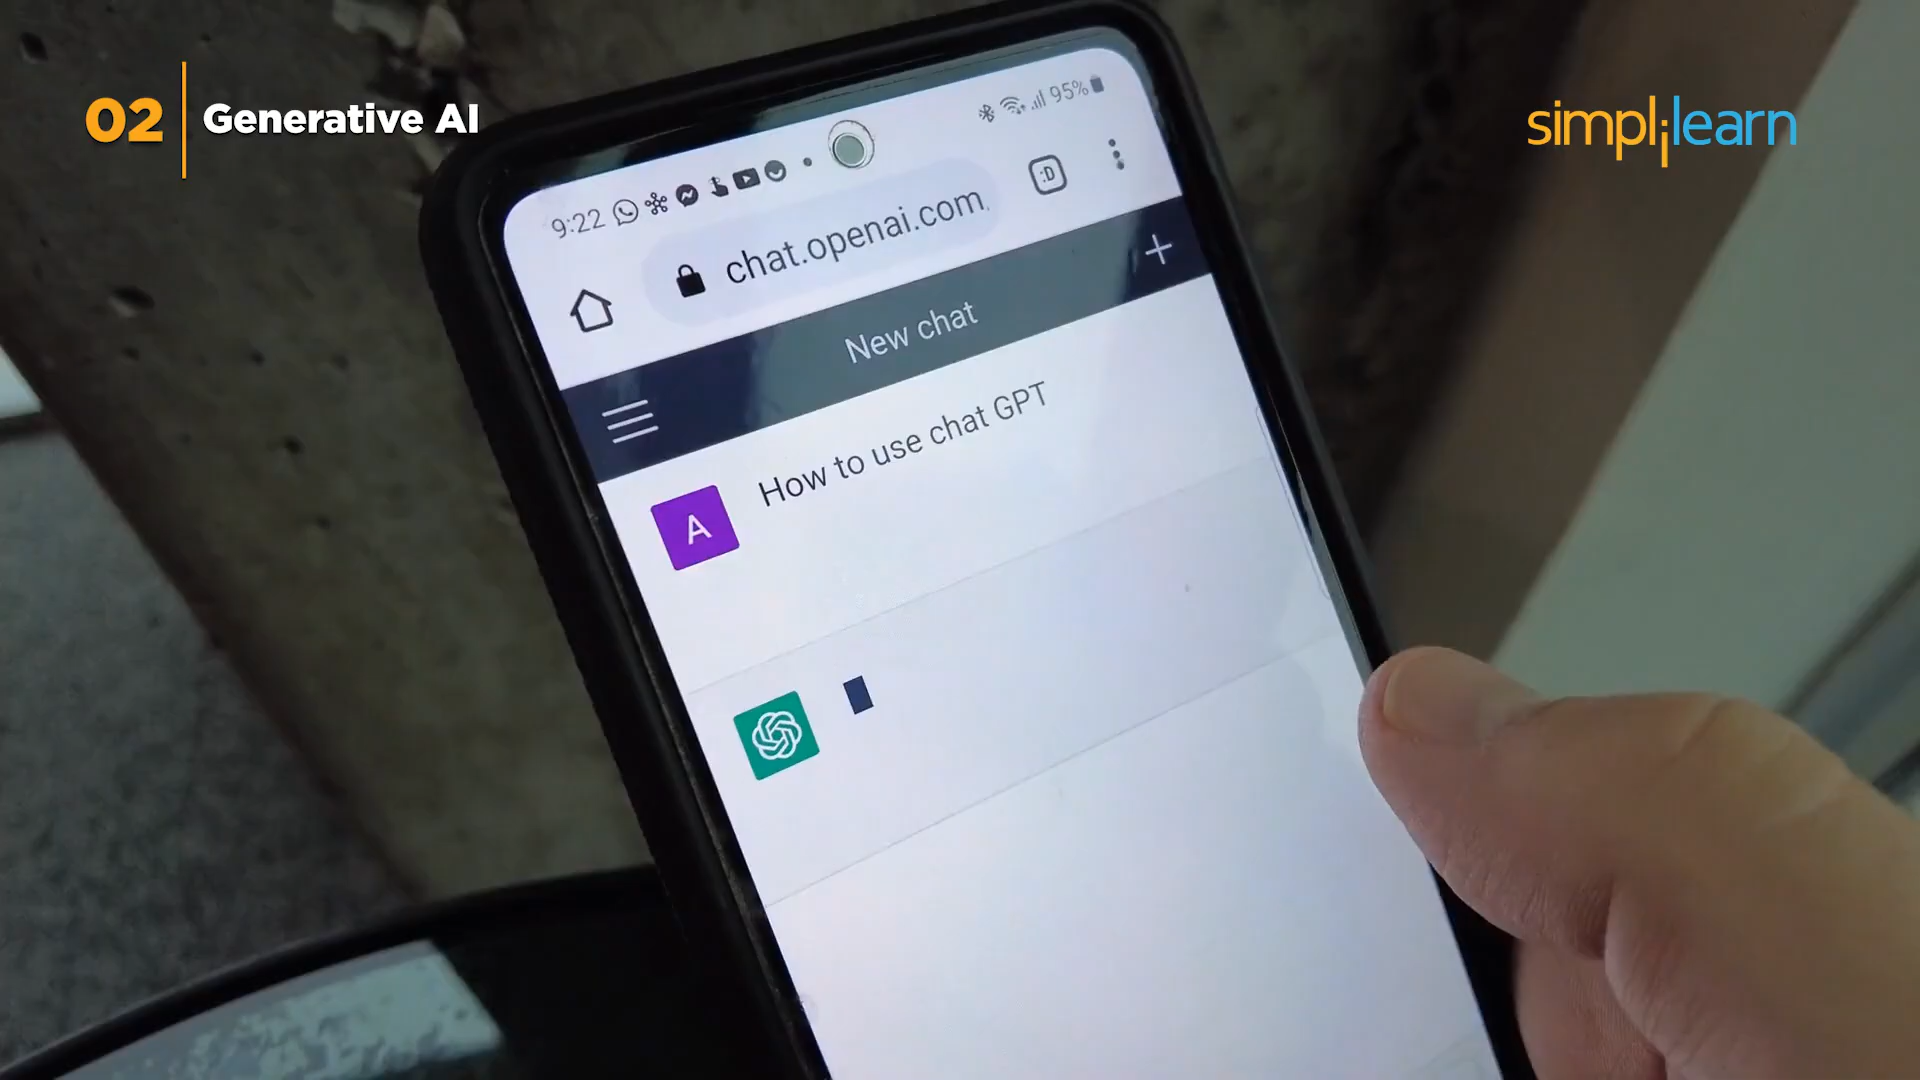 02 Generative AI
simplilearn
9:22 95%
chat.openai.com
:D
New chat
How to use chat GPT
A